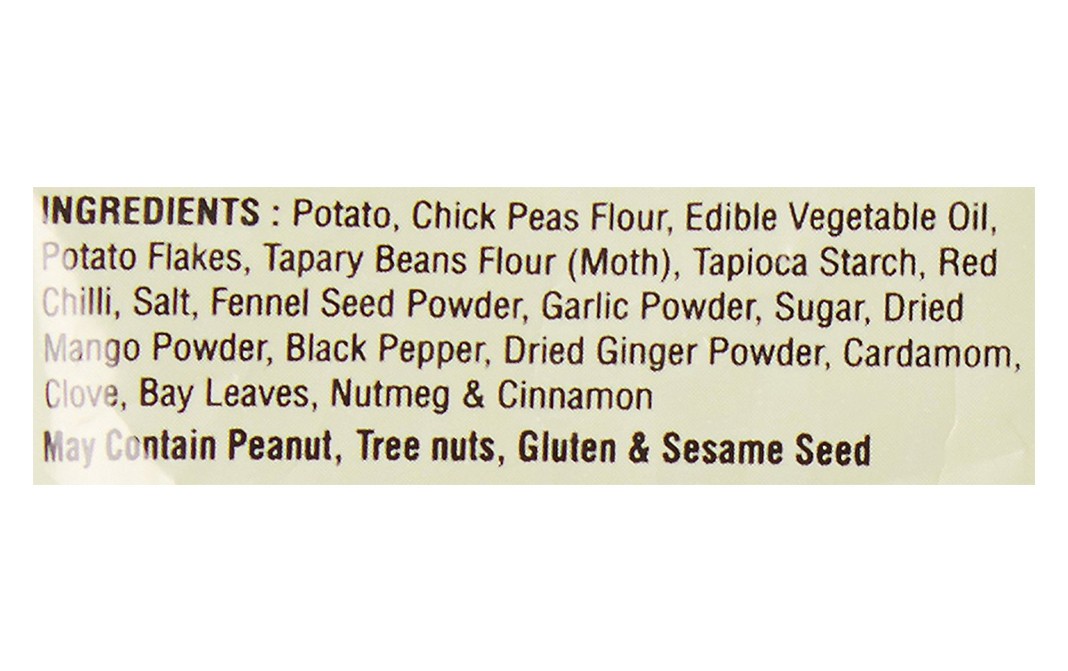 INGREDIENTS : Potato, Chick Peas Flour, Edible Vegetable Oil,
Potato Flakes, Tapary Beans Flour (Moth), Tapioca Starch, Red
Chilli, Salt, Fennel Seed Powder, Garlic Powder, Sugar, Dried
Mango Powder, Black Pepper, Dried Ginger Powder, Cardamom,
Clove, Bay Leaves, Nutmeg & Cinnamon
May Contain Peanut, Tree nuts, Gluten & Sesame Seed